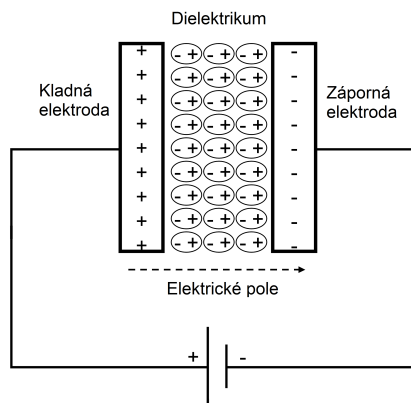 Dielektrikum
Kladná
elektroda
Záporná
elektroda
+ - + - + - + -
+ - + - + - + -
+ - + - + - + -
+ - + - + - + -
+ - + - + - + -
+ - + - + - + -
+ - + - + - + -
+ - + - + - + -
+ - + - + - + -
Elektrické pole
+ -